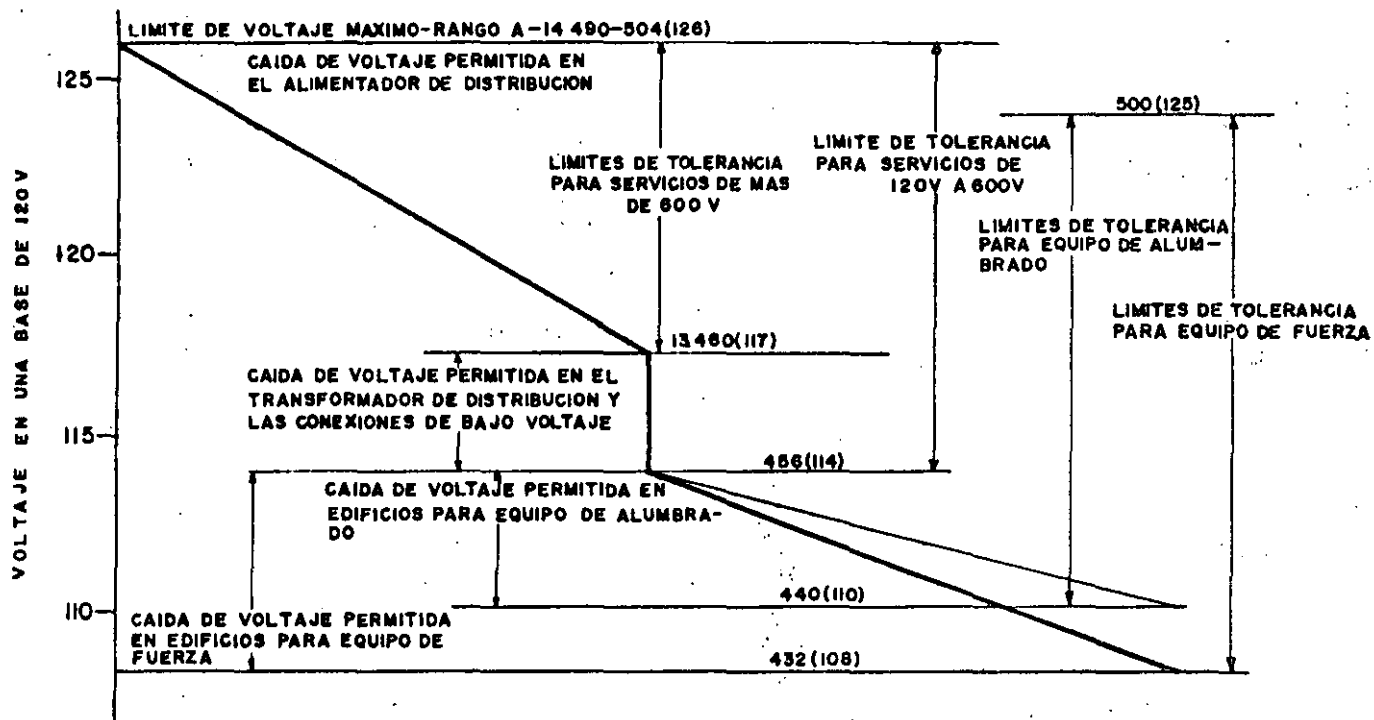 LIMITE DE VOLTAJE MAXIMO-RANGO A-14 490-504(126)
CAIDA DE VOLTAJE PERMITIDA EN
EL ALIMENTADOR DE DISTRIBUCION
125
500(125)
LIMITES DE TOLERANCIA
PARA SERVICIOS DE MAS
DE 600 V
LIMITE DE TOLERANCIA
PARA SERVICIOS DE
120V A 600V
LIMITES DE TOLERANCIA
PARA EQUIPO DE ALUM-
BRADO
LIMITES DE TOLERANCIA
PARA EQUIPO DE FUERZA
VOLTAJE EN UNA BASE DE 120V
120
13,460(117)
CAIDA DE VOLTAJE PERMITIDA EN EL
TRANSFORMADOR DE DISTRIBUCION Y
LAS CONEXIONES DE BAJO VOLTAJE
115
456(114)
CAIDA DE VOLTAJE PERMITIDA EN
EDIFICIOS PARA EQUIPO DE ALUMBRA-
DO
110
440(110)
CAIDA DE VOLTAJE PERMITIDA
EN EDIFICIOS PARA EQUIPO DE
FUERZA
432(108)